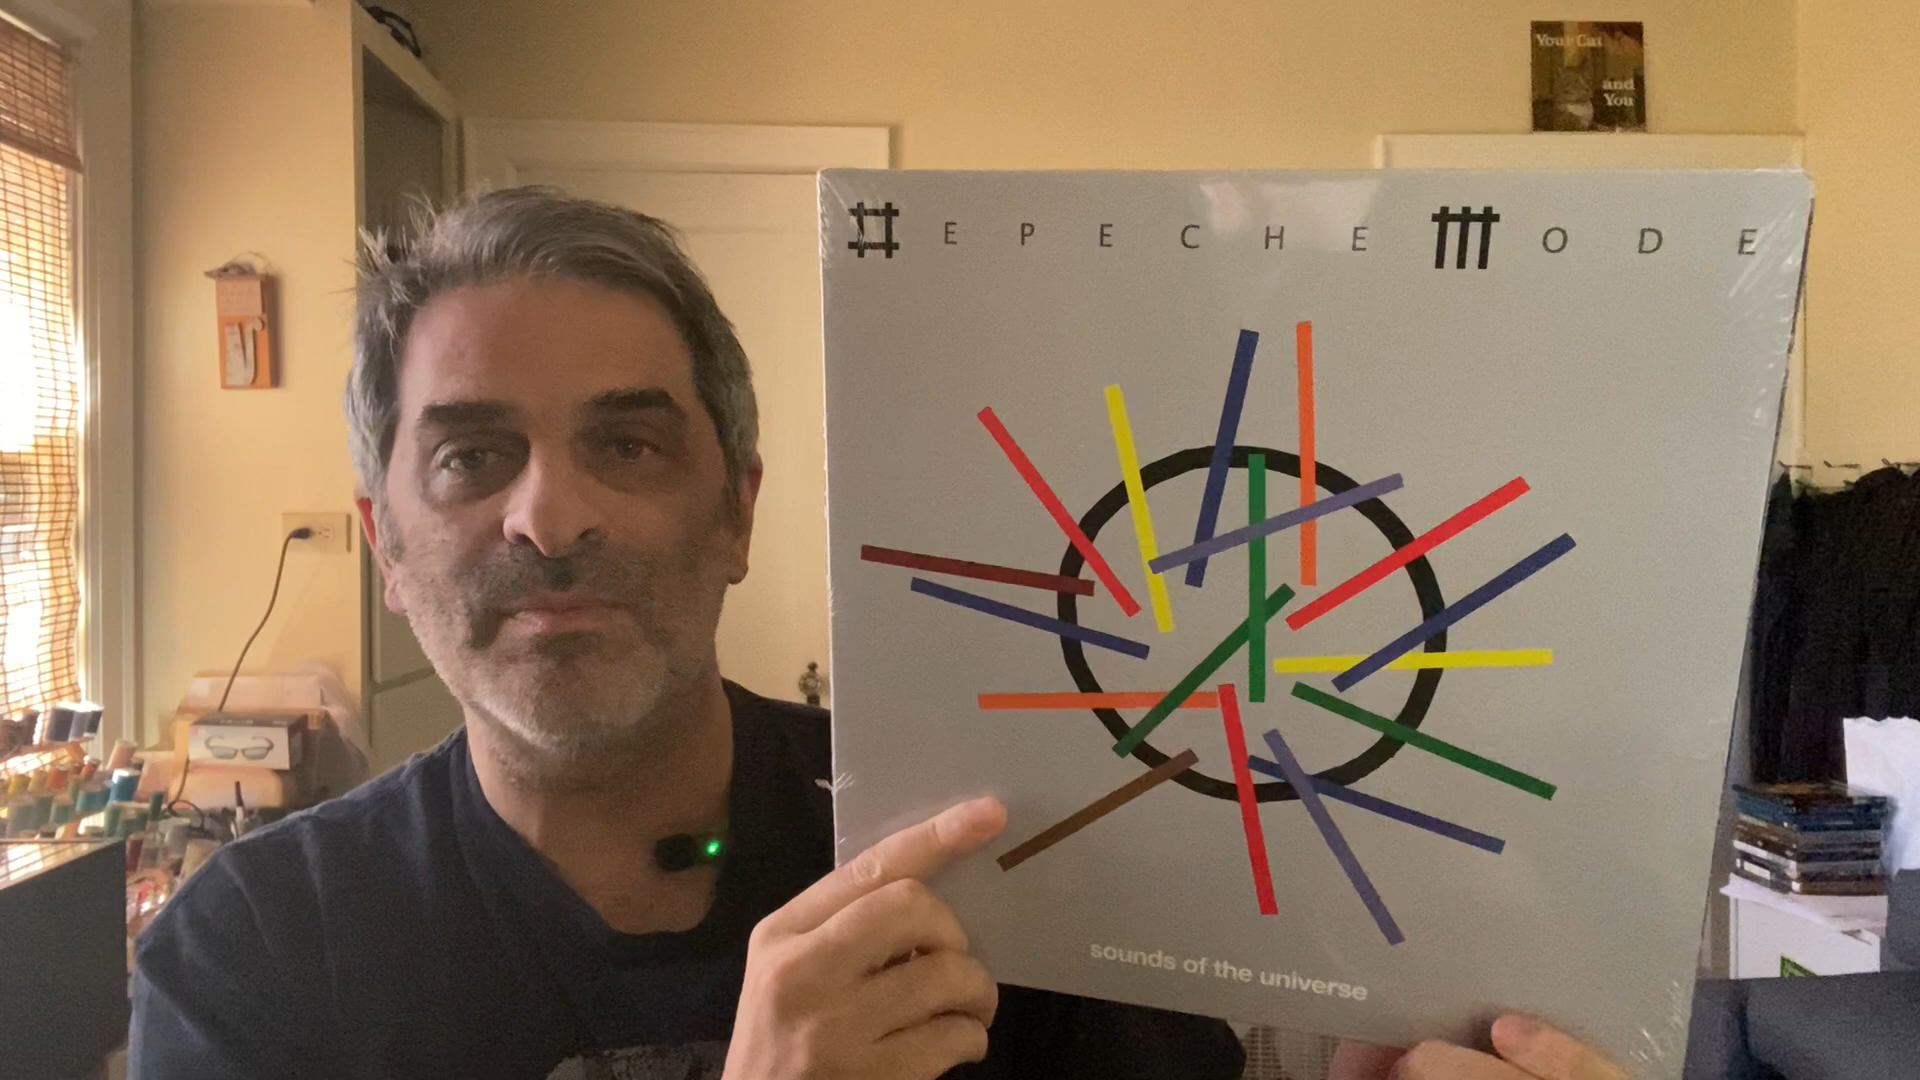 Your Cat
and
You
DEPECHE MODE
sounds of the universe